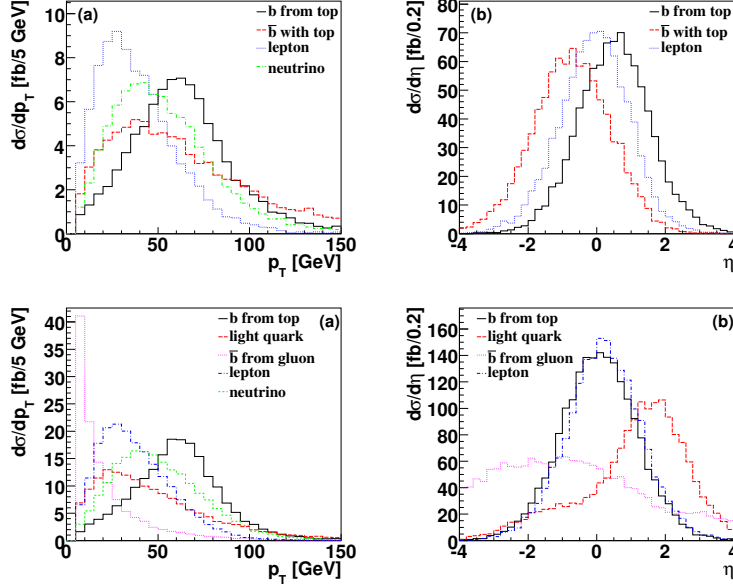 dσ/dp_T [fb/5 GeV]
(a)
b from top
b̅ with top
lepton
neutrino
10
8
6
4
2
0
0 50 100 150
p_T [GeV]
dσ/dη [fb/0.2]
(b)
b from top
b̅ with top
lepton
80
70
60
50
40
30
20
10
0
-4 -2 0 2 4
η
dσ/dp_T [fb/5 GeV]
(a)
b from top
light quark
b̅ from gluon
lepton
neutrino
40
35
30
25
20
15
10
5
0
0 50 100 150
p_T [GeV]
dσ/dη [fb/0.2]
(b)
b from top
light quark
b̅ from gluon
lepton
160
140
120
100
80
60
40
20
0
-4 -2 0 2 4
η